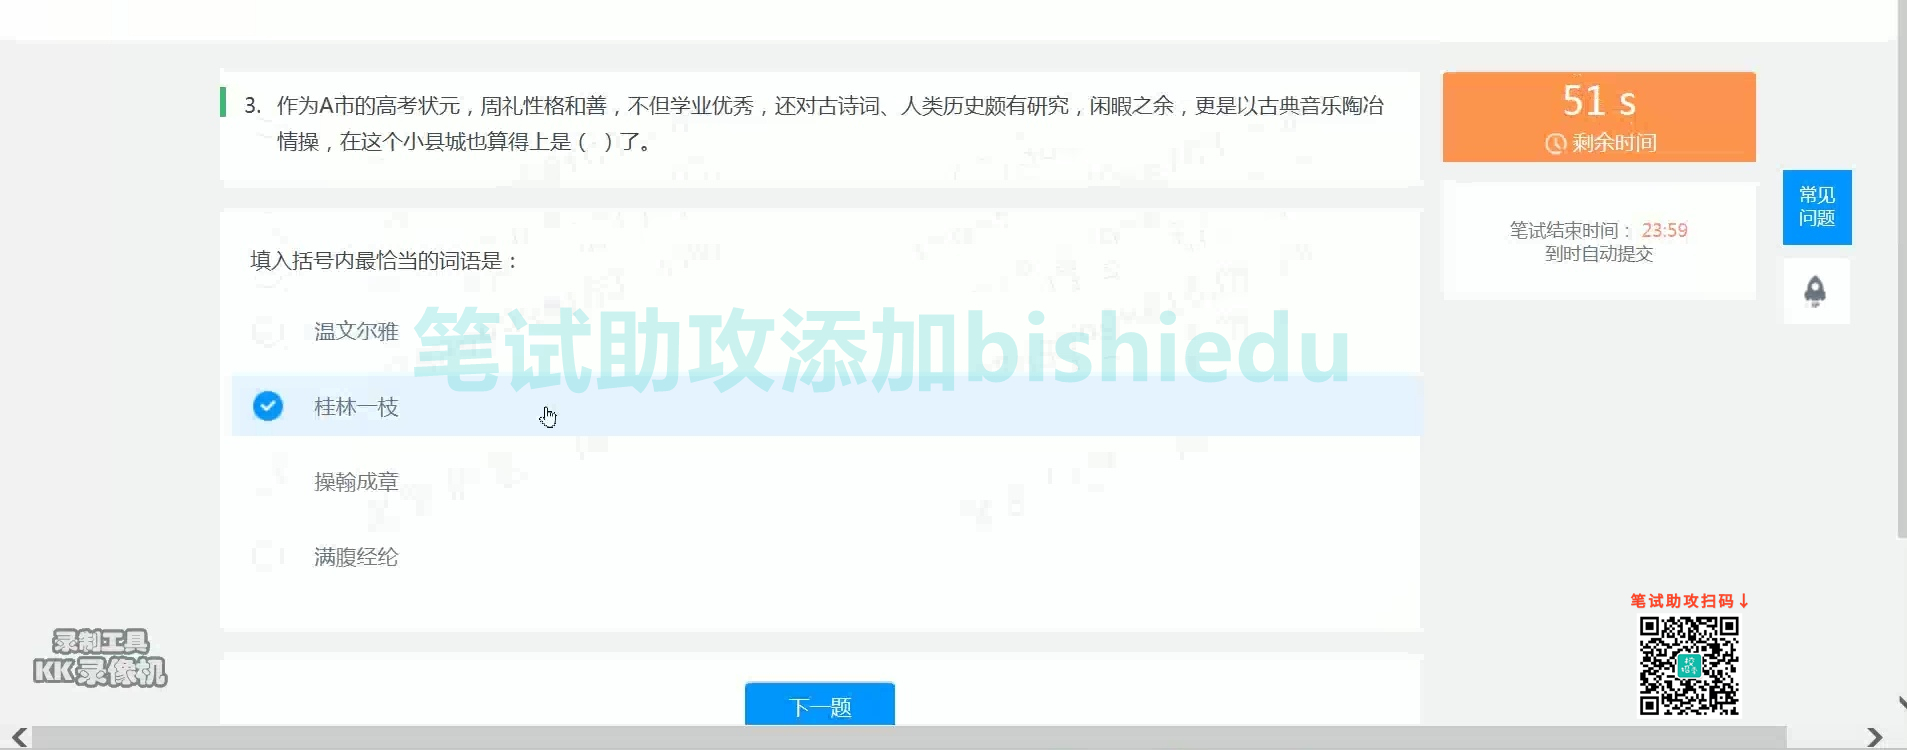 3. 作为A市的高考状元，周礼性格和善，不但学业优秀，还对古诗词、人类历史颇有研究，闲暇之余，更是以古典音乐陶冶
情操，在这个小县城也算得上是（ ）了。
51 s
剩余时间
常见
问题
笔试结束时间： 23:59
到时自动提交
填入括号内最恰当的词语是：
温文尔雅
笔试助攻添加bishiedu
桂林一枝
操翰成章
满腹经纶
笔试助攻扫码↓
录制工具
KK录像机
下一题